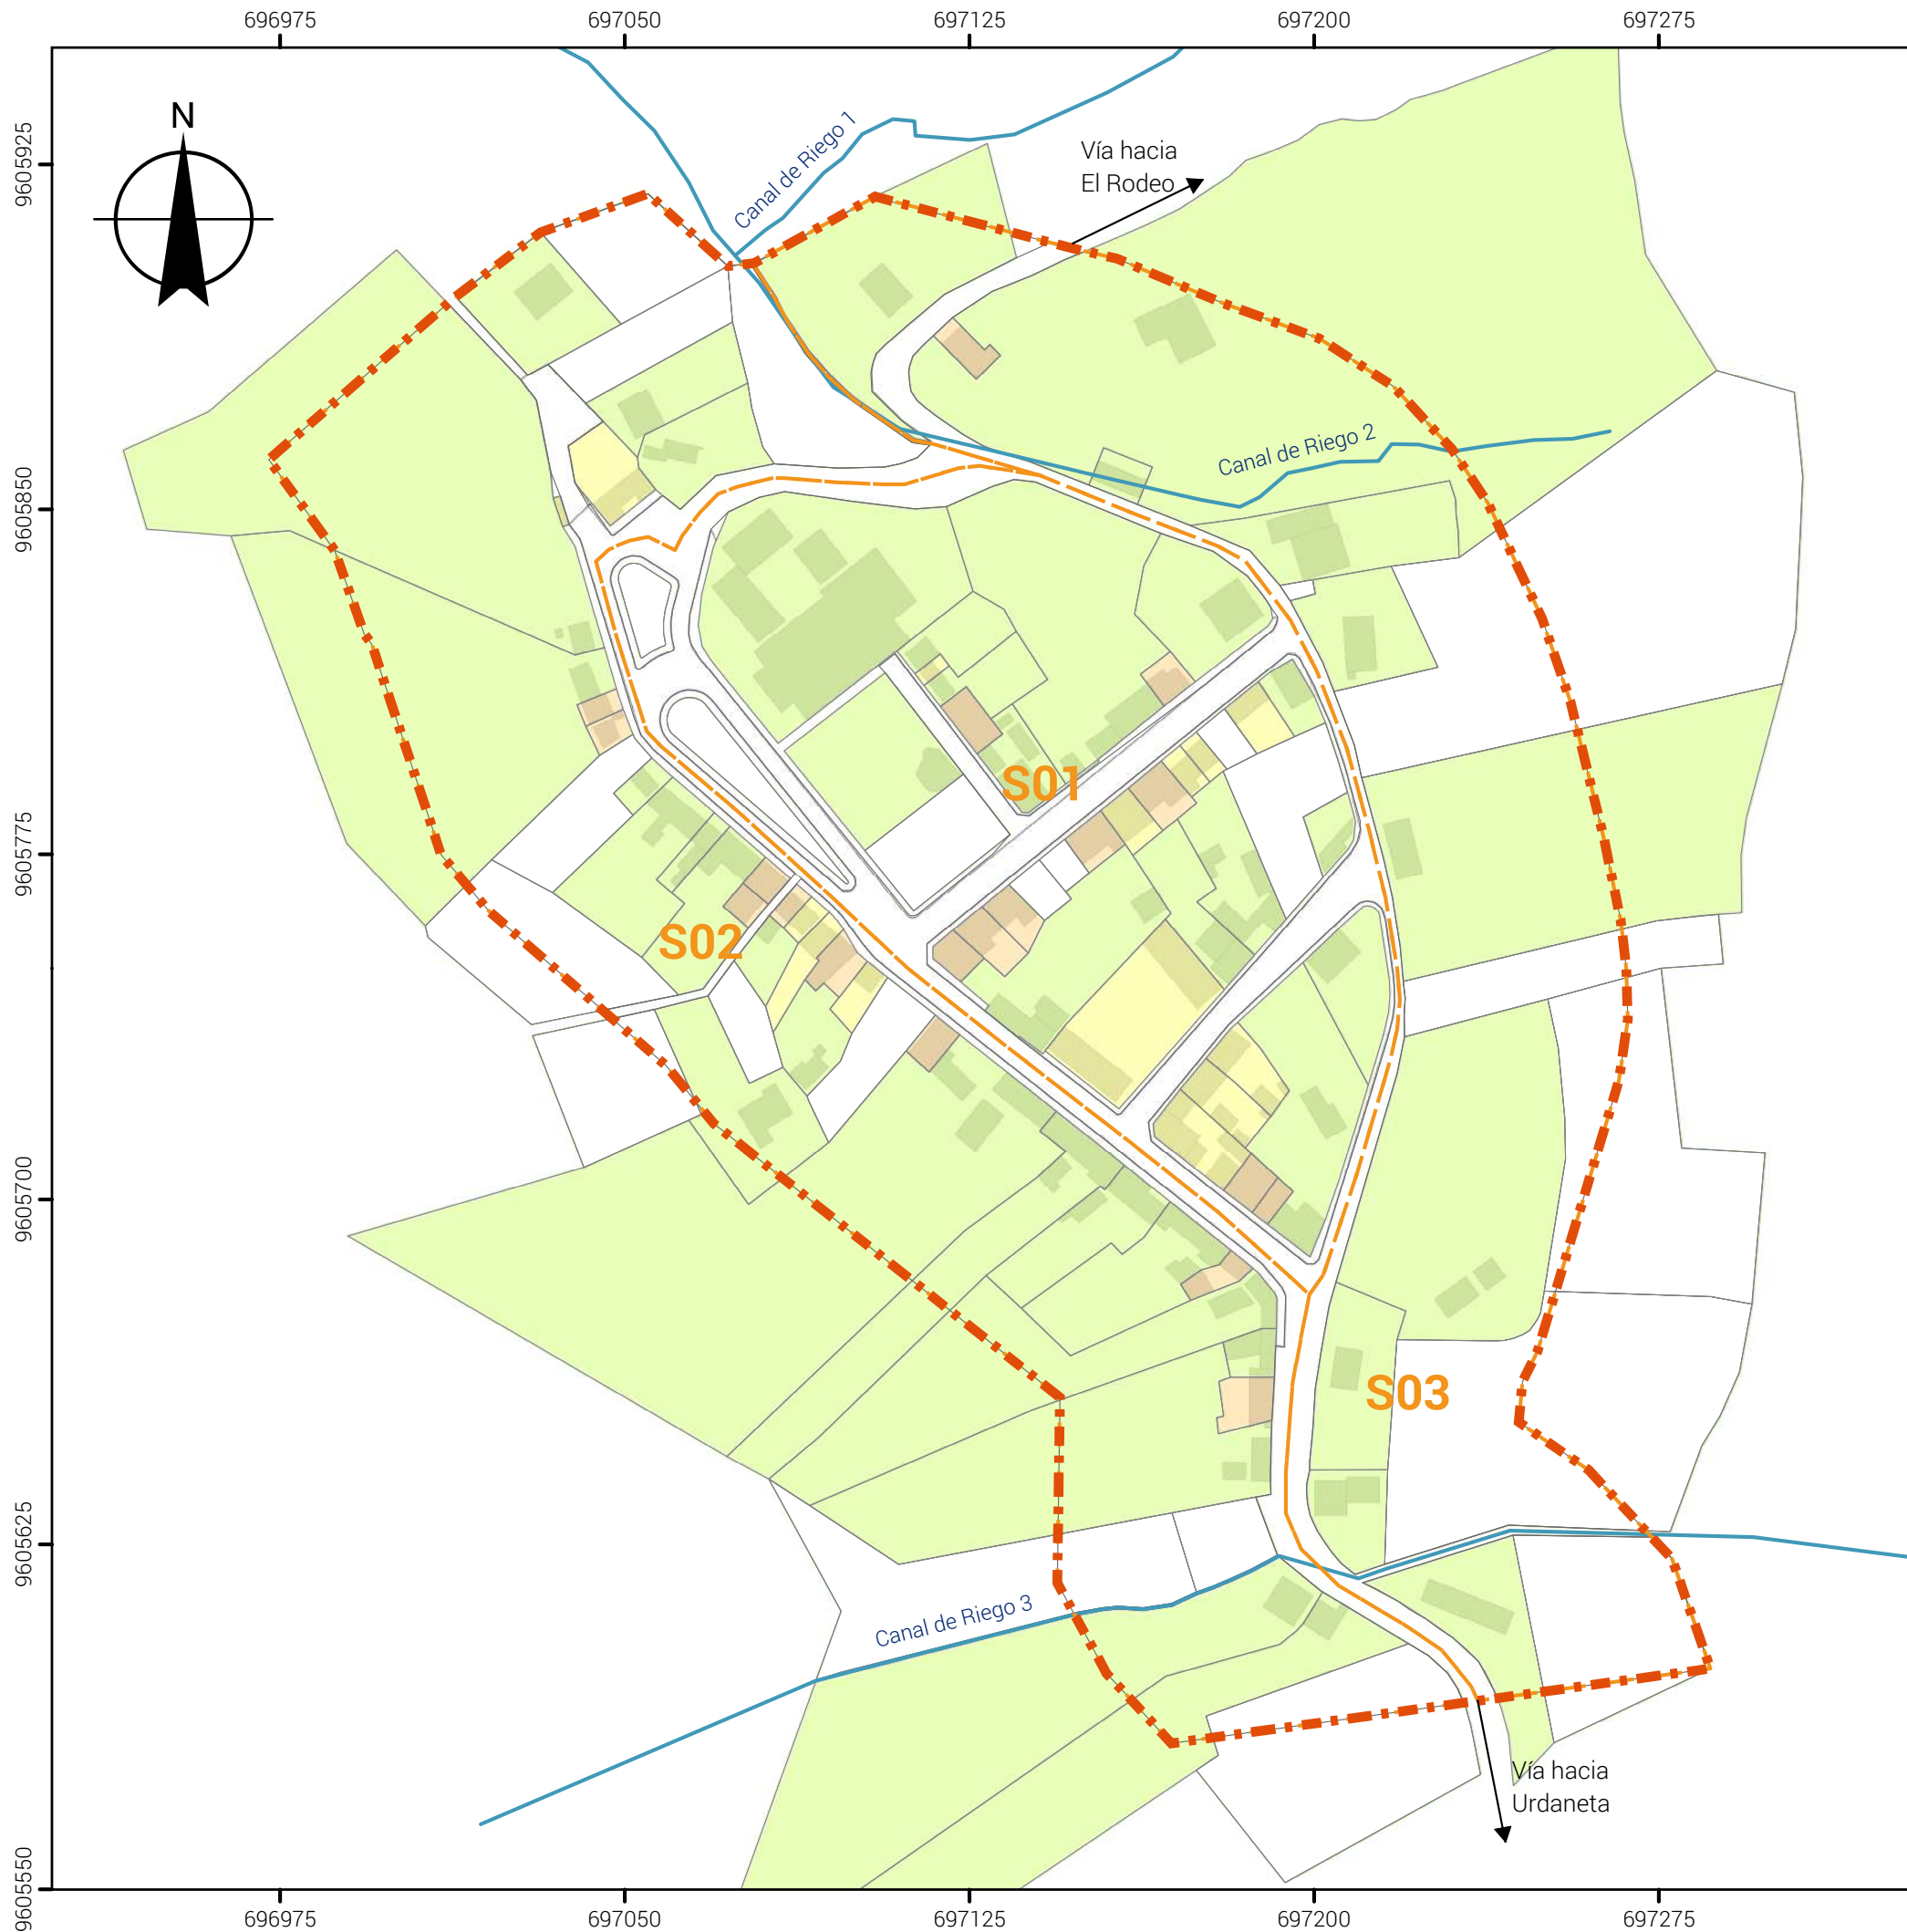 696975
697050
697125
697200
697275
9605925
N
Canal de Riego 1
Vía hacia
El Rodeo
Canal de Riego 2
9605850
S01
9605775
S02
9605700
S03
9605625
Canal de Riego 3
Vía hacia
Urdaneta
9605550
696975
697050
697125
697200
697275